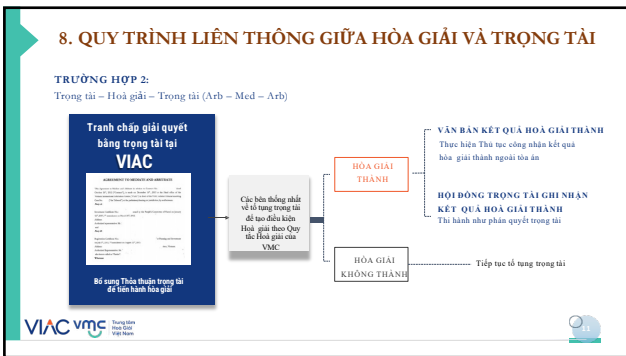 8. QUY TRÌNH LIÊN THÔNG GIỮA HÒA GIẢI VÀ TRỌNG TÀI
TRƯỜNG HỢP 2:
Trọng tài – Hoà giải – Trọng tài (Arb – Med – Arb)
Tranh chấp giải quyết
bằng trọng tài tại
VIAC
AGREEMENT TO MEDIATE AND ARBITRATE
Bổ sung Thỏa thuận trọng tài
để tiến hành hòa giải
Các bên thống nhất
về tố tụng trọng tài
để tạo điều kiện
Hoà giải theo Quy
tắc Hoà giải của
VMC
HÒA GIẢI
THÀNH
VĂN BẢN KẾT QUẢ HOÀ GIẢI THÀNH
Thực hiện Thủ tục công nhận kết quả
hòa giải thành ngoài tòa án
HỘI ĐỒNG TRỌNG TÀI GHI NHẬN
KẾT QUẢ HOÀ GIẢI THÀNH
Thi hành như phán quyết trọng tài
HÒA GIẢI
KHÔNG THÀNH
Tiếp tục tố tụng trọng tài
VIAC vmc Trung tâm
Hoà Giải
Việt Nam
11